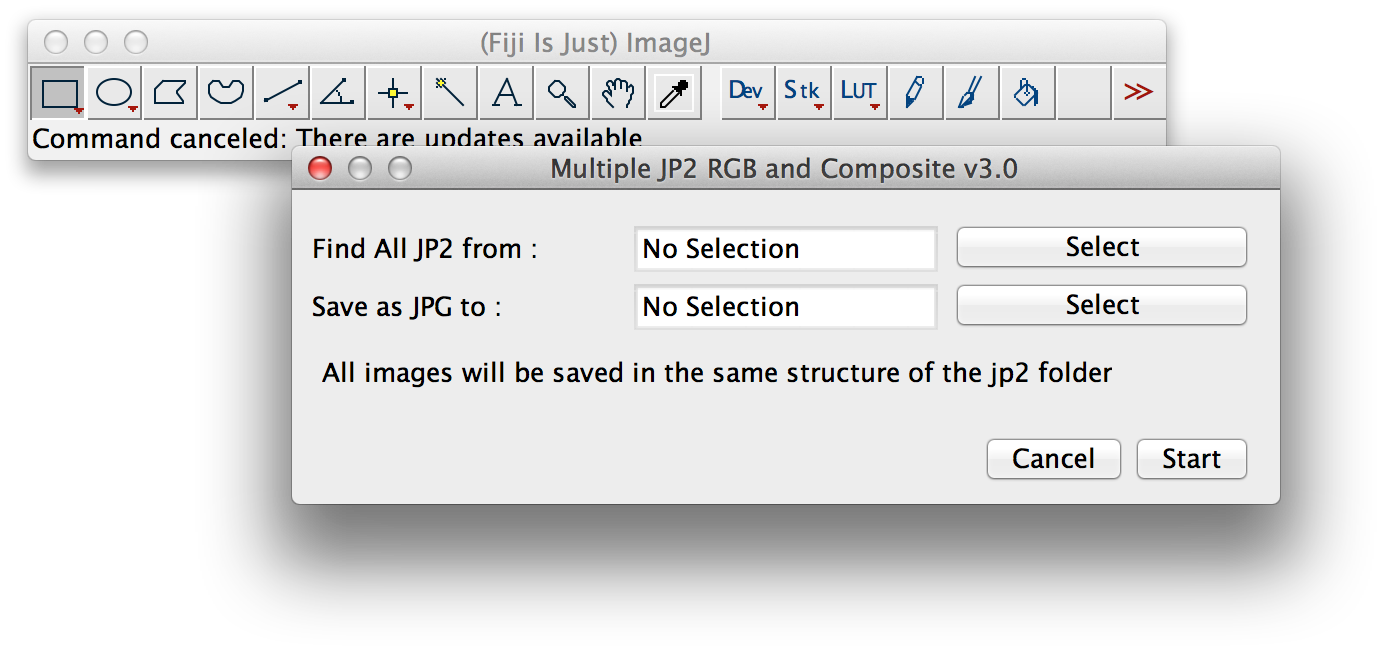 (Fiji Is Just) ImageJ
Dev Stk LUT
Command canceled: There are updates available
Multiple JP2 RGB and Composite v3.0
Find All JP2 from : No Selection Select
Save as JPG to : No Selection Select
All images will be saved in the same structure of the jp2 folder
Cancel Start